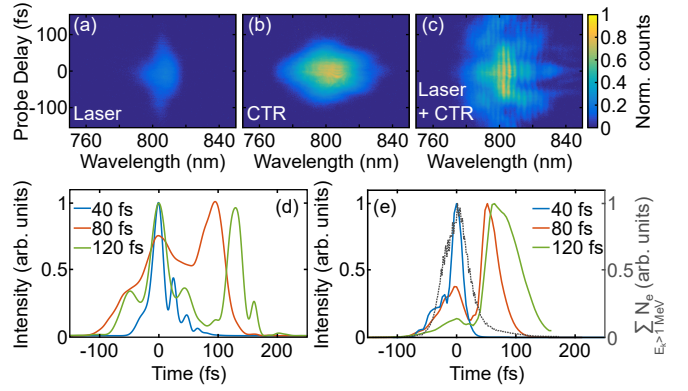 (a) (b) (c)
Laser CTR Laser
+ CTR
Probe Delay (fs)
100
0
-100
760 800 840 760 800 840 760 800 840
Wavelength (nm) Wavelength (nm) Wavelength (nm)
1
0.8
0.6
0.4
0.2
0
Norm. counts
(d)
40 fs
80 fs
120 fs
Intensity (arb. units)
1
0.5
0
-100 0 100 200
Time (fs)
(e)
40 fs
80 fs
120 fs
Intensity (arb. units)
1
0.5
0
-100 0 100 200
Time (fs)
1
0.5
0
∑ Nₑ (arb. units)
Eₖ> 1 MeV